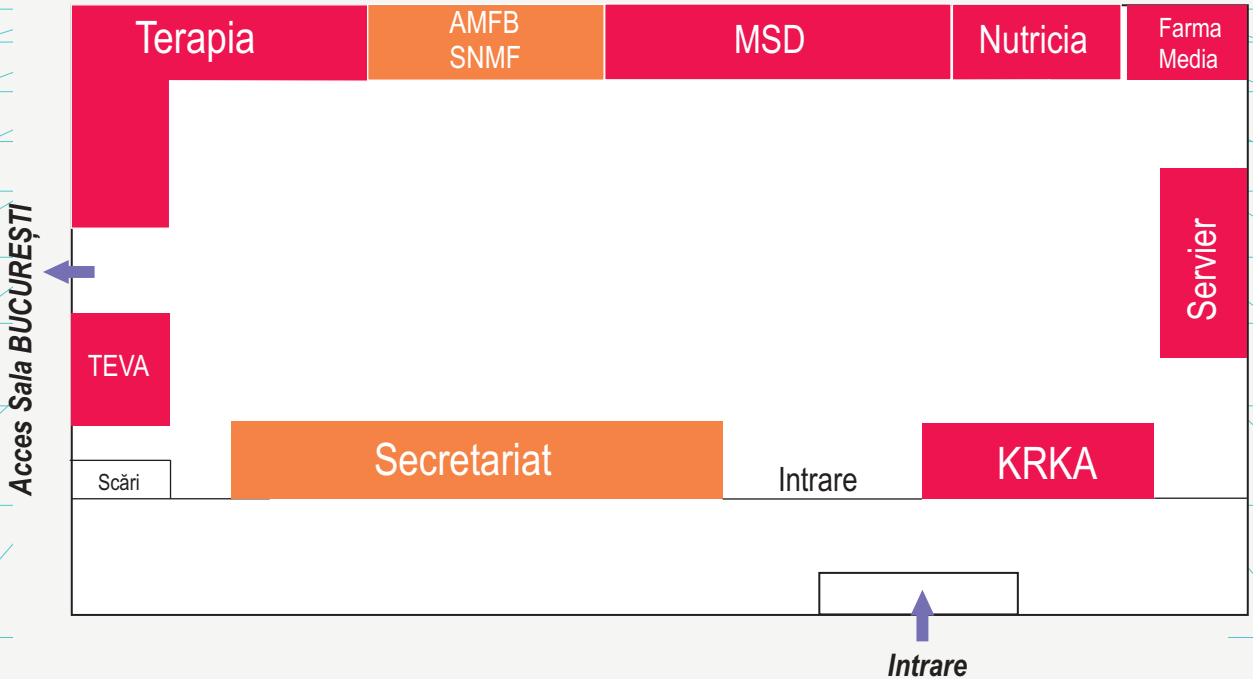 Terapia
AMFB
SNMF
MSD
Nutricia
Farma
Media
Servier
Acces Sala BUCUREȘTI
TEVA
Secretariat
KRKA
Scări
Intrare
Intrare